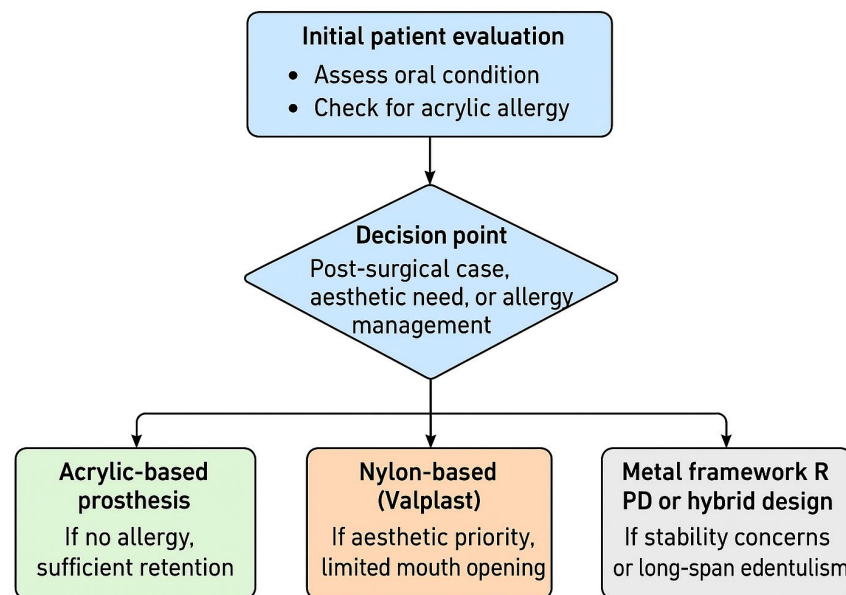 Initial patient evaluation
• Assess oral condition
• Check for acrylic allergy
Decision point
Post-surgical case,
aesthetic need, or allergy
management
Acrylic-based
prosthesis
If no allergy,
sufficient retention
Nylon-based
(Valplast)
If aesthetic priority,
limited mouth opening
Metal framework R
PD or hybrid design
If stability concerns
or long-span edentulism